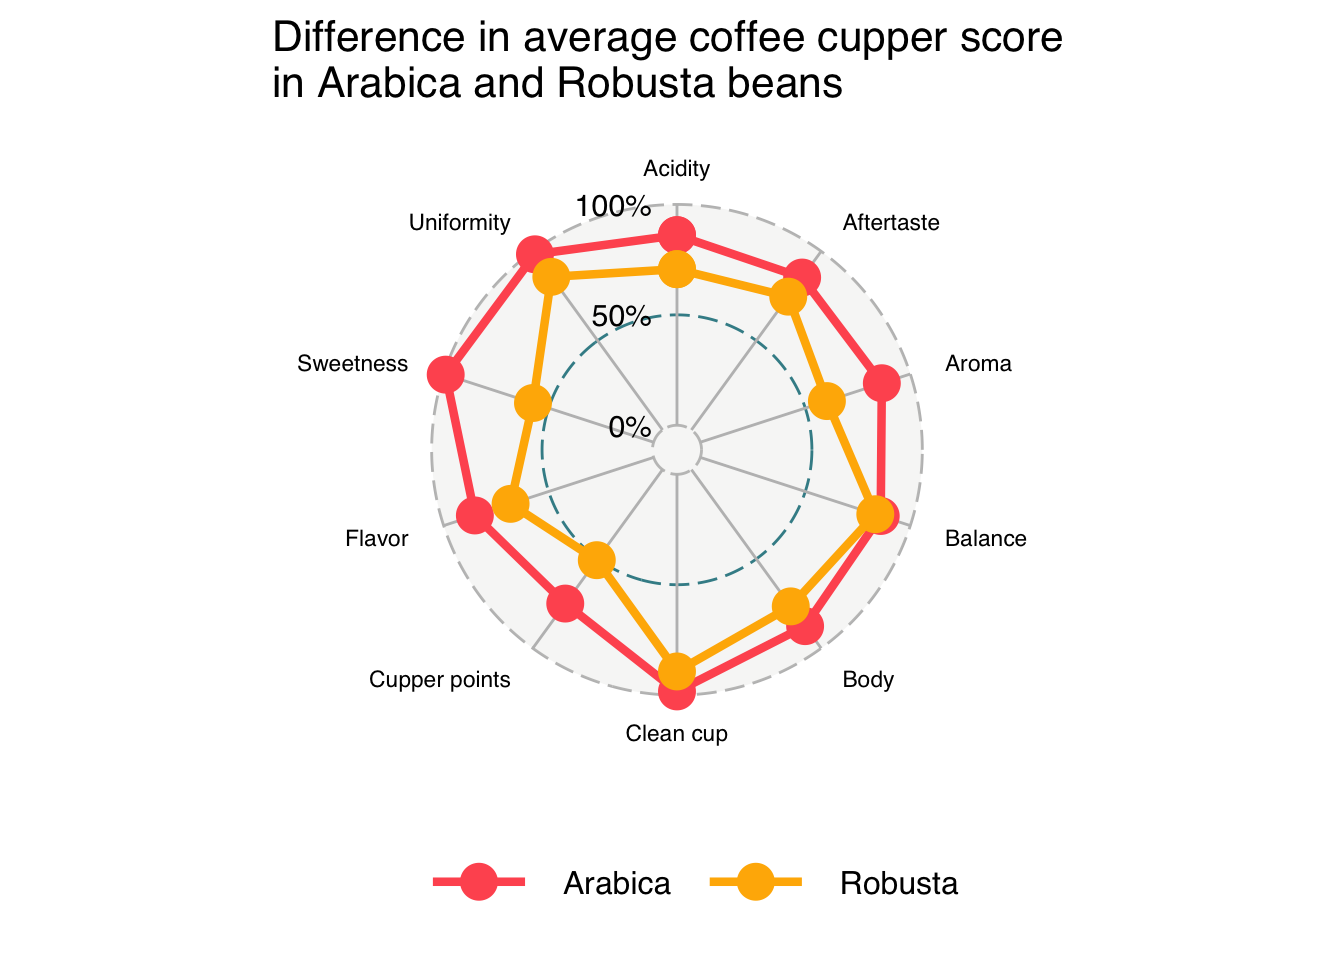 Difference in average coffee cupper score
in Arabica and Robusta beans
Acidity
100%
Uniformity
Aftertaste
50%
Sweetness
Aroma
0%
Flavor
Balance
Cupper points
Body
Clean cup
Arabica
Robusta